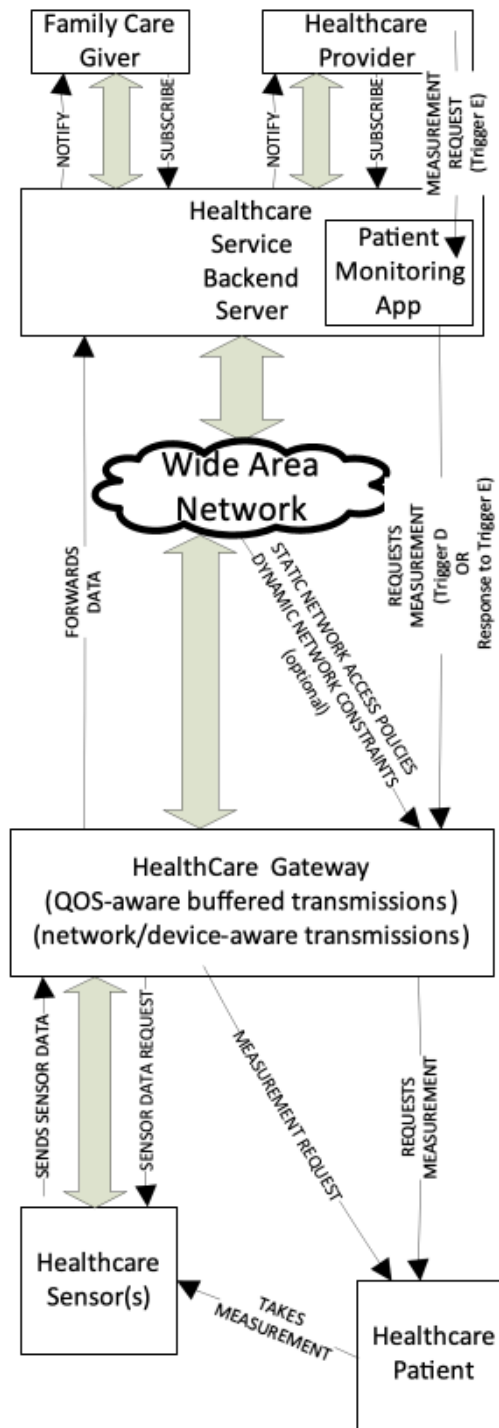 Family Care
Giver
Healthcare
Provider
NOTIFY
SUBSCRIBE
NOTIFY
SUBSCRIBE
MEASUREMENT
REQUEST
(Trigger E)
Healthcare
Service
Backend
Server
Patient
Monitoring
App
Wide Area
Network
FORWARDS
DATA
STATIC NETWORK ACCESS POLICIES
DYNAMIC NETWORK CONSTRAINTS
(optional)
REQUESTS
MEASUREMENT
(Trigger D
OR
Response to Trigger E)
HealthCare Gateway
(QOS-aware buffered transmissions)
(network/device-aware transmissions)
SENDS SENSOR DATA
SENSOR DATA REQUEST
MEASUREMENT REQUEST
REQUESTS
MEASUREMENT
Healthcare
Sensor(s)
TAKES
MEASUREMENT
Healthcare
Patient